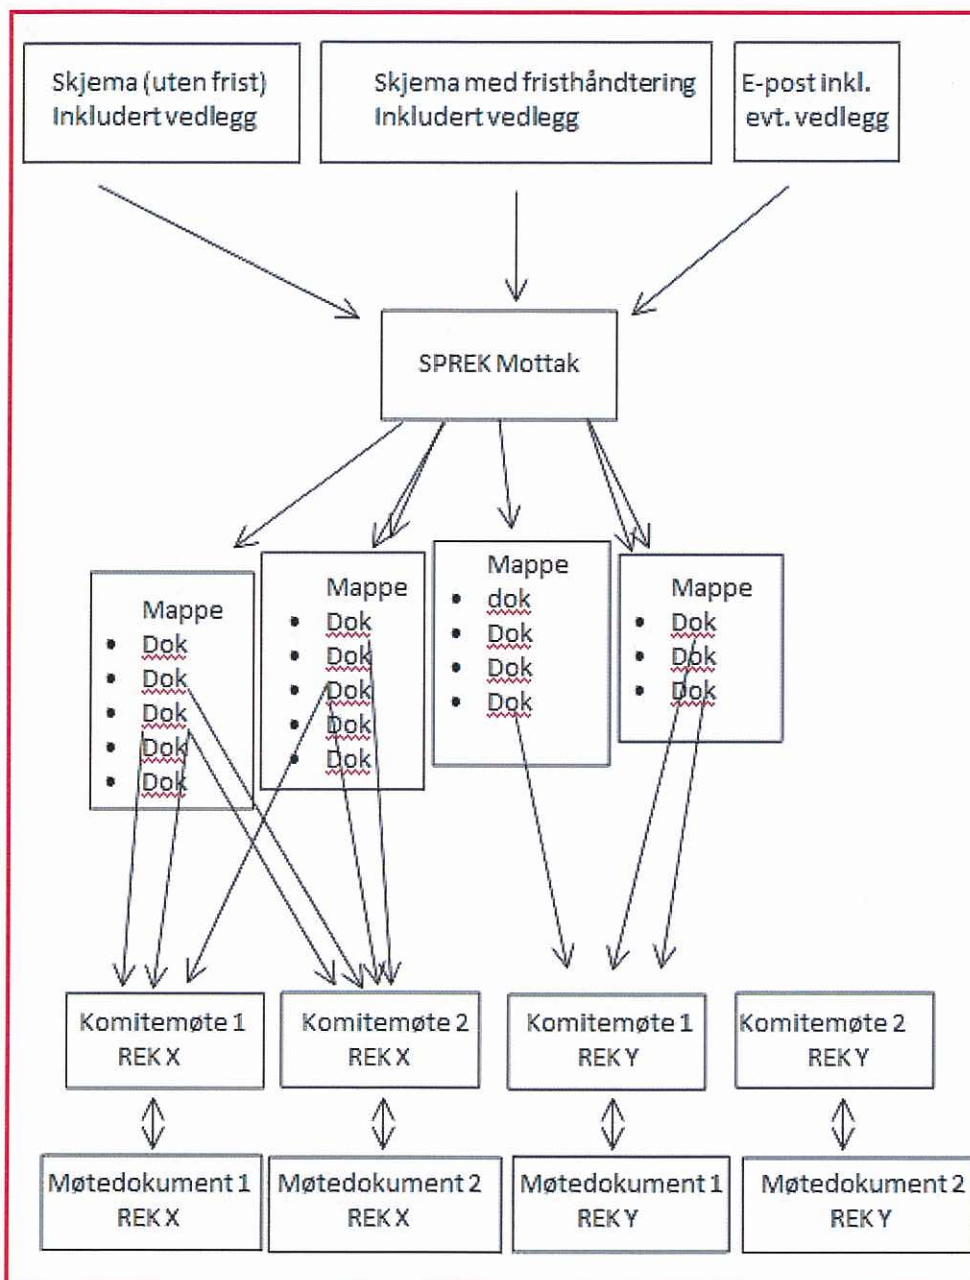 Skjema (uten frist)
Inkludert vedlegg
Skjema med fristhåndtering
Inkludert vedlegg
E-post inkl.
evt. vedlegg
SPREK Mottak
Mappe
• Dok
• Dok
• Dok
• Dok
• Dok
Mappe
• Dok
• Dok
• Dok
• Dok
• Dok
Mappe
• dok
• Dok
• Dok
• Dok
Mappe
• Dok
• Dok
• Dok
Komitemøte 1
REK X
Komitemøte 2
REK X
Komitemøte 1
REK Y
Komitemøte 2
REK Y
Møtedokument 1
REK X
Møtedokument 2
REK X
Møtedokument 1
REK Y
Møtedokument 2
REK Y